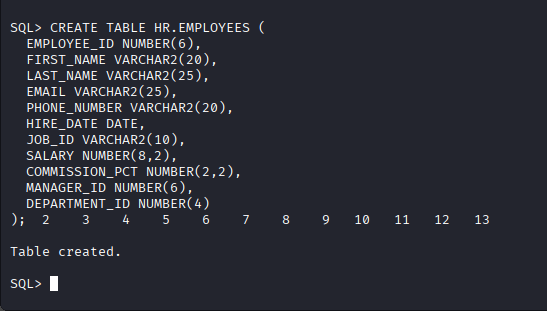 SQL> CREATE TABLE HR.EMPLOYEES (
  EMPLOYEE_ID NUMBER(6),
  FIRST_NAME VARCHAR2(20),
  LAST_NAME VARCHAR2(25),
  EMAIL VARCHAR2(25),
  PHONE_NUMBER VARCHAR2(20),
  HIRE_DATE DATE,
  JOB_ID VARCHAR2(10),
  SALARY NUMBER(8,2),
  COMMISSION_PCT NUMBER(2,2),
  MANAGER_ID NUMBER(6),
  DEPARTMENT_ID NUMBER(4)
);  2    3    4    5    6    7    8    9   10   11   12   13
Table created.
SQL>